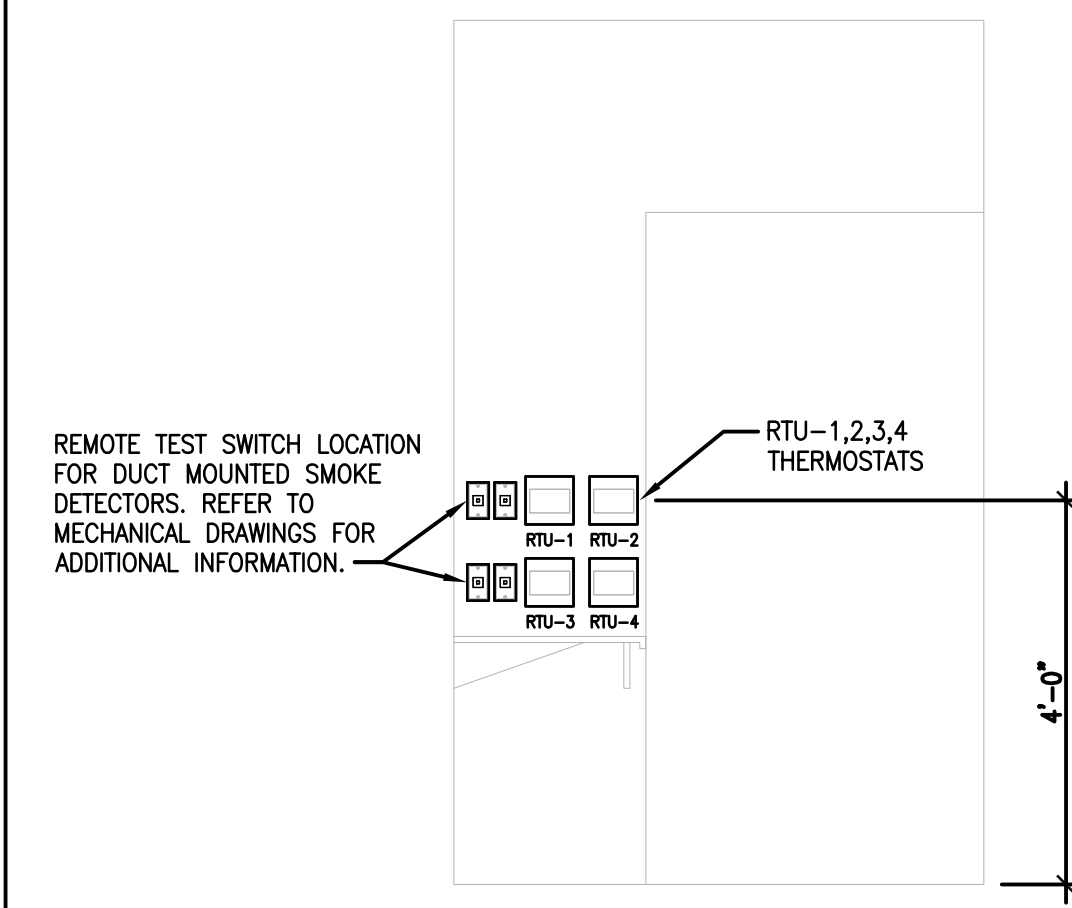 REMOTE TEST SWITCH LOCATION
FOR DUCT MOUNTED SMOKE
DETECTORS. REFER TO
MECHANICAL DRAWINGS FOR
ADDITIONAL INFORMATION.
RTU-1,2,3,4
THERMOSTATS
RTU-1 RTU-2
RTU-3 RTU-4
4'-0"